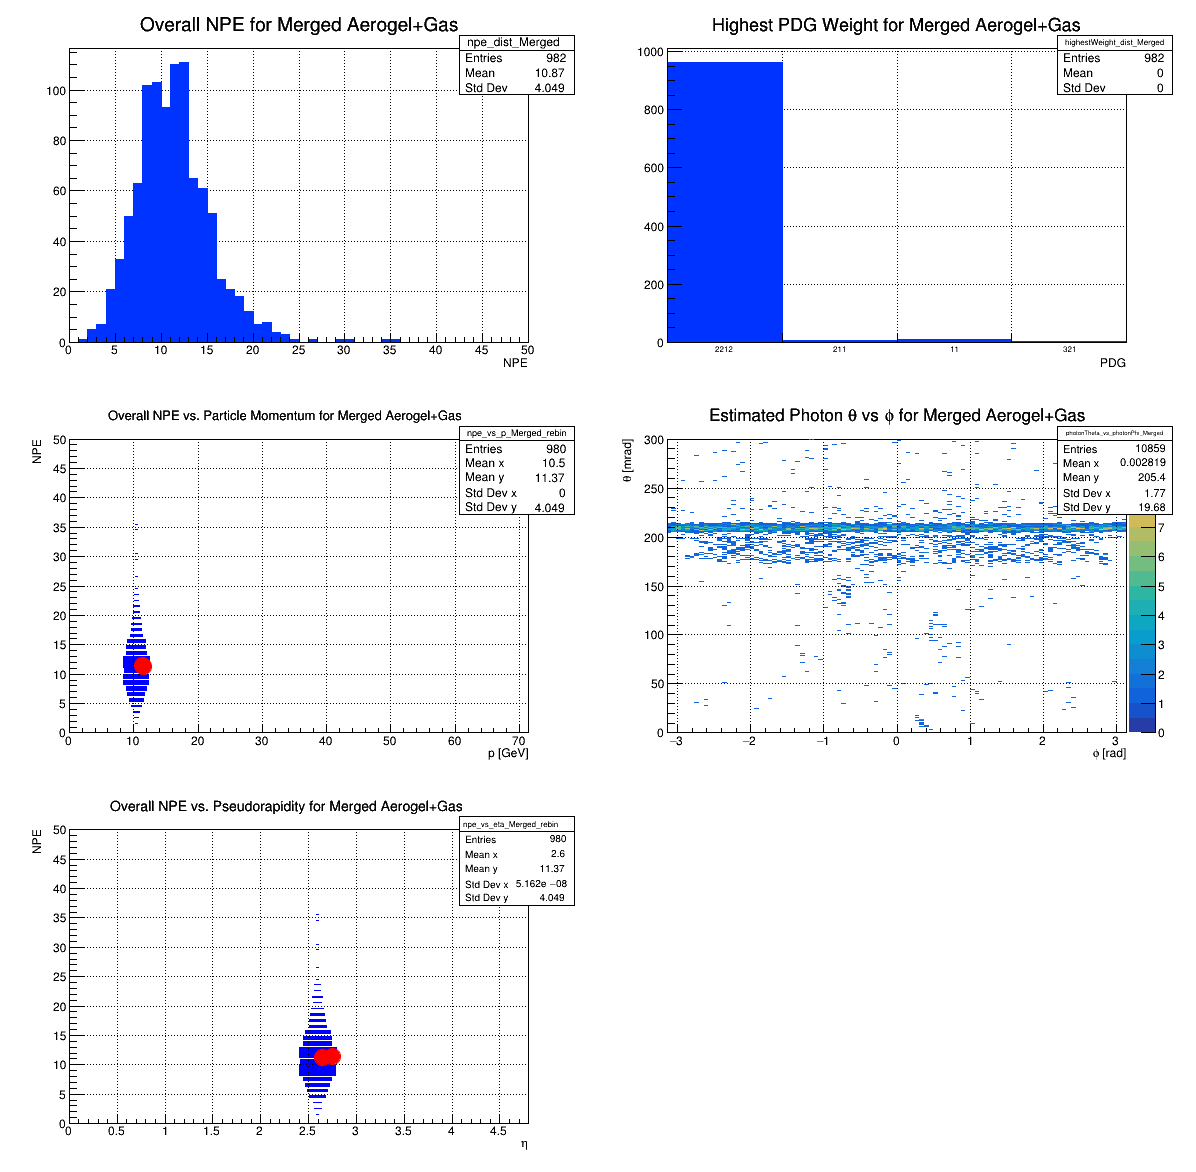 Overall NPE for Merged Aerogel+Gas
npe_dist_Merged
Entries 982
Mean 10.87
Std Dev 4.049
100
80
60
40
20
0
0 5 10 15 20 25 30 35 40 45 50
NPE
Highest PDG Weight for Merged Aerogel+Gas
highestWeight_dist_Merged
Entries 982
Mean 0
Std Dev 0
1000
800
600
400
200
0
2212 211 11 321
PDG
Overall NPE vs. Particle Momentum for Merged Aerogel+Gas
npe_vs_p_Merged_rebin
Entries 980
Mean x 10.5
Mean y 11.37
Std Dev x 0
Std Dev y 4.049
NPE
50
45
40
35
30
25
20
15
10
5
0
0 10 20 30 40 50 60 70
p [GeV]
Estimated Photon θ vs ϕ for Merged Aerogel+Gas
photonTheta_vs_photonPhi_Merged
Entries 10859
Mean x 0.002819
Mean y 205.4
Std Dev x 1.77
Std Dev y 19.68
θ [mrad]
300
250
200
150
100
50
0
−3 −2 −1 0 1 2 3
ϕ [rad]
7
6
5
4
3
2
1
0
Overall NPE vs. Pseudorapidity for Merged Aerogel+Gas
npe_vs_eta_Merged_rebin
Entries 980
Mean x 2.6
Mean y 11.37
Std Dev x 5.162e −08
Std Dev y 4.049
NPE
50
45
40
35
30
25
20
15
10
5
0
0 0.5 1 1.5 2 2.5 3 3.5 4 4.5
η